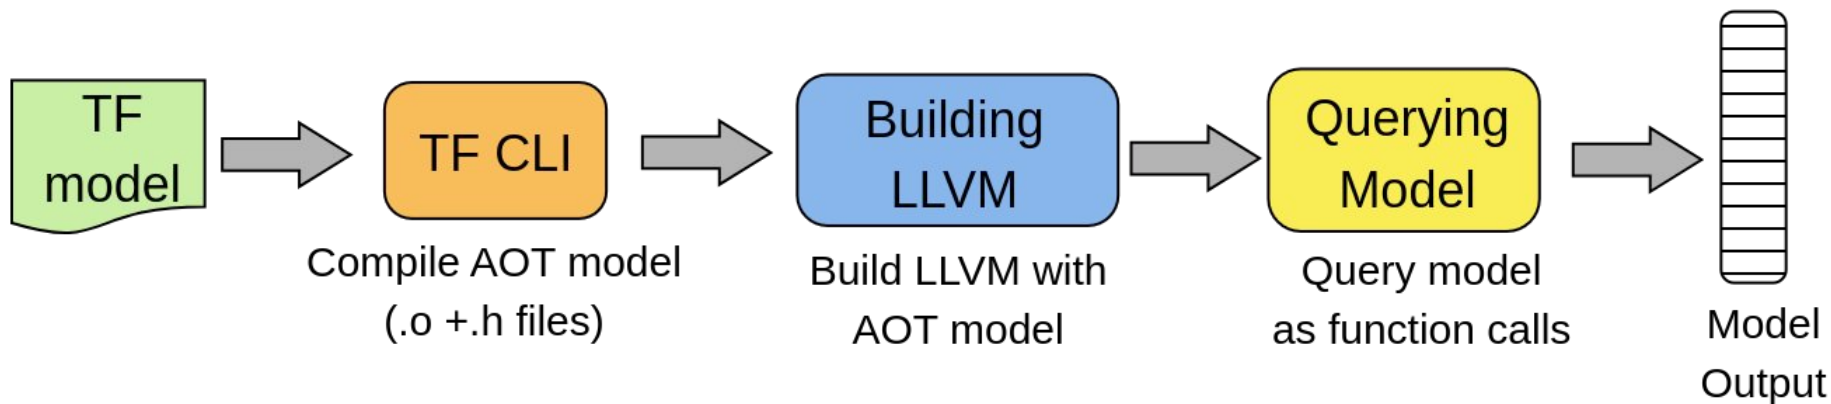 TF
model
TF CLI
Compile AOT model
(.o +.h files)
Building
LLVM
Build LLVM with
AOT model
Querying
Model
Query model
as function calls
Model
Output